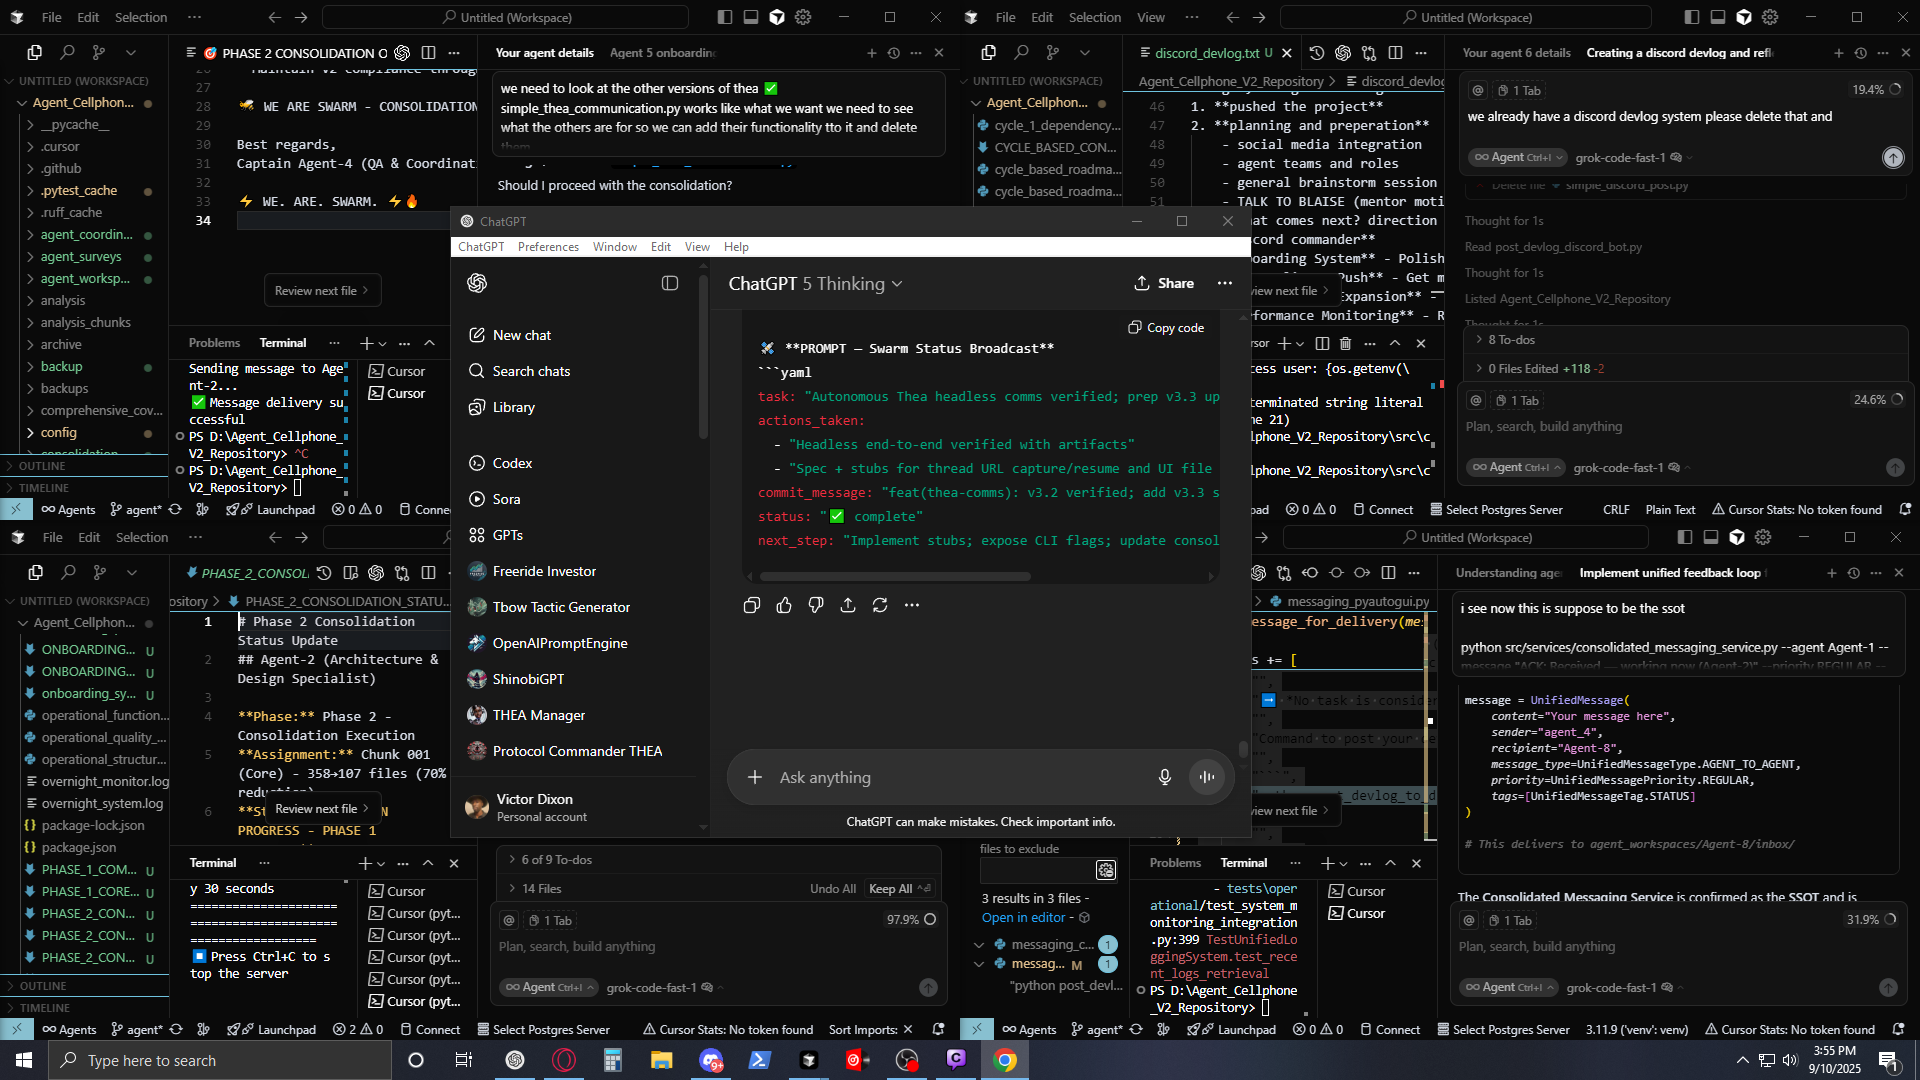 File Edit Selection ··· Untitled (Workspace)
UNTITLED (WORKSPACE)
Agent_Cellphon...
__pycache__
.cursor
.github
.pytest_cache
.ruff_cache
agent_coordin...
agent_surveys
agent_worksp...
analysis
analysis_chunks
archive
backup
backups
comprehensive_cov...
config
OUTLINE
TIMELINE
PHASE 2 CONSOLIDATION O
27
28 WE ARE SWARM - CONSOLIDATION
29
30 Best regards,
31 Captain Agent-4 (QA & Coordinat
32
33 ⚡ WE. ARE. SWARM. ⚡🔥
34
Review next file
Problems Terminal ···
Sending message to Age
nt-2...
✅ Message delivery su
ccessful
PS D:\Agent_Cellphone_
V2_Repository> ^C
PS D:\Agent_Cellphone_
V2_Repository>
Cursor
Cursor
Your agent details Agent 5 onboarding
we need to look at the other versions of thea ✅
simple_thea_communication.py works like what we want we need to see
what the others are for so we can add their functionality tto it and delete
them
Should I proceed with the consolidation?
Agents agent* Launchpad 0 0 Conne
File Edit Selection View ··· Untitled (Workspace)
UNTITLED (WORKSPACE)
Agent_Cellphon...
cycle_1_dependency...
CYCLE_BASED_CON...
cycle_based_roadma...
cycle_based_roadma...
discord_devlog.txt U
Agent_Cellphone_V2_Repository > discord_devlog
46 1. **pushed the project**
47 2. **planning and preperation**
48 - social media integration
49 - agent teams and roles
50 - general brainstorm session
51 - TALK TO BLAISE (mentor moti
hat comes next? direction
cord commander**
boarding System** - Polish
Push** - Get m
Expansion** -
formance Monitoring** - R
cess user: {os.getenv(\
terminated string literal
ne 21)
lphone_V2_Repository\src\c
lphone_V2_Repository\src\c
Your agent 6 details Creating a discord devlog and refl
1 Tab 19.4%
we already have a discord devlog system please delete that and
Agent Ctrl+I grok-code-fast-1
Delete file simple_discord_post.py
Thought for 1s
Read post_devlog_discord_bot.py
Thought for 1s
Listed Agent_Cellphone_V2_Repository
Thought for 1s
8 To-dos
0 Files Edited +118 -2
1 Tab 24.6%
Plan, search, build anything
Agent Ctrl+I grok-code-fast-1
0 0 Connect Select Postgres Server CRLF Plain Text Cursor Stats: No token found
ChatGPT
ChatGPT Preferences Window Edit View Help
New chat
Search chats
Library
Codex
Sora
GPTs
Freeride Investor
Tbow Tactic Generator
OpenAIPromptEngine
ShinobiGPT
THEA Manager
Protocol Commander THEA
Victor Dixon
Personal account
ChatGPT 5 Thinking
Share
Copy code
**PROMPT — Swarm Status Broadcast**
```yaml
task: "Autonomous Thea headless comms verified; prep v3.3 up
actions_taken:
- "Headless end-to-end verified with artifacts"
- "Spec + stubs for thread URL capture/resume and UI file
commit_message: "feat(thea-comms): v3.2 verified; add v3.3 s
status: "✅ complete"
next_step: "Implement stubs; expose CLI flags; update consol
Ask anything
ChatGPT can make mistakes. Check important info.
File Edit Selection ···
UNTITLED (WORKSPACE)
Agent_Cellphon...
ONBOARDING... U
ONBOARDING... U
onboarding_sy... U
operational_function...
operational_quality_...
operational_structur...
overnight_monitor.log
overnight_system.log
package-lock.json
package.json
PHASE_1_COM... U
PHASE_1_CORE... U
PHASE_2_CON... U
PHASE_2_CON... U
PHASE_2_CON... U
OUTLINE
TIMELINE
PHASE_2_CONSOL
ository > PHASE_2_CONSOLIDATION_STATU...
1 # Phase 2 Consolidation
Status Update
2 ## Agent-2 (Architecture &
Design Specialist)
3
4 **Phase:** Phase 2 -
Consolidation Execution
5 **Assignment:** Chunk 001
(Core) - 358→107 files (70%
reduction)
6 **St
PROGRESS - PHASE 1
Review next file
Terminal ···
y 30 seconds
======================
======================
===================
Press Ctrl+C to s
top the server
Cursor
Cursor (pyt...
Cursor (pyt...
Cursor (pyt...
Cursor (pyt...
Cursor (pyt...
6 of 9 To-dos
14 Files Undo All Keep All
1 Tab 97.9%
Plan, search, build anything
Agent Ctrl+I grok-code-fast-1
Agents agent* Launchpad 2 0 Connect Select Postgres Server Cursor Stats: No token found Sort Imports: ✕
Untitled (Workspace)
messaging_pyautogui.py
essage_for_delivery(me
s += [
*No task is consider
"Command to post your de
t_devlog_to_d
view next file
files to exclude
3 results in 3 files -
Open in editor -
messaging_c... 1
messag... M 1
"python post_devl...
Problems Terminal ···
- tests\oper
ational/test_system_m
onitoring_integration
.py:399 TestUnifiedLo
ggingSystem.test_rece
nt_logs_retrieval
PS D:\Agent_Cellphone
_V2_Repository>
Cursor
Cursor
Understanding age Implement unified feedback loop f
i see now this is suppose to be the ssot
python src/services/consolidated_messaging_service.py --agent Agent-1 --
message "ACK: Received — working now (Agent-2)" --priority REGULAR --
message = UnifiedMessage(
content="Your message here",
sender="agent_4",
recipient="Agent-8",
message_type=UnifiedMessageType.AGENT_TO_AGENT,
priority=UnifiedMessagePriority.REGULAR,
tags=[UnifiedMessageTag.STATUS]
)
# This delivers to agent_workspaces/Agent-8/inbox/
The Consolidated Messaging Service is confirmed as the SSOT and is
1 Tab 31.9%
Plan, search, build anything
Agent Ctrl+I grok-code-fast-1
Agents agent* Launchpad 0 0 Connect Select Postgres Server 3.11.9 ('venv': venv) Cursor Stats: No token found
Type here to search
9+
3:55 PM
9/10/2025
1